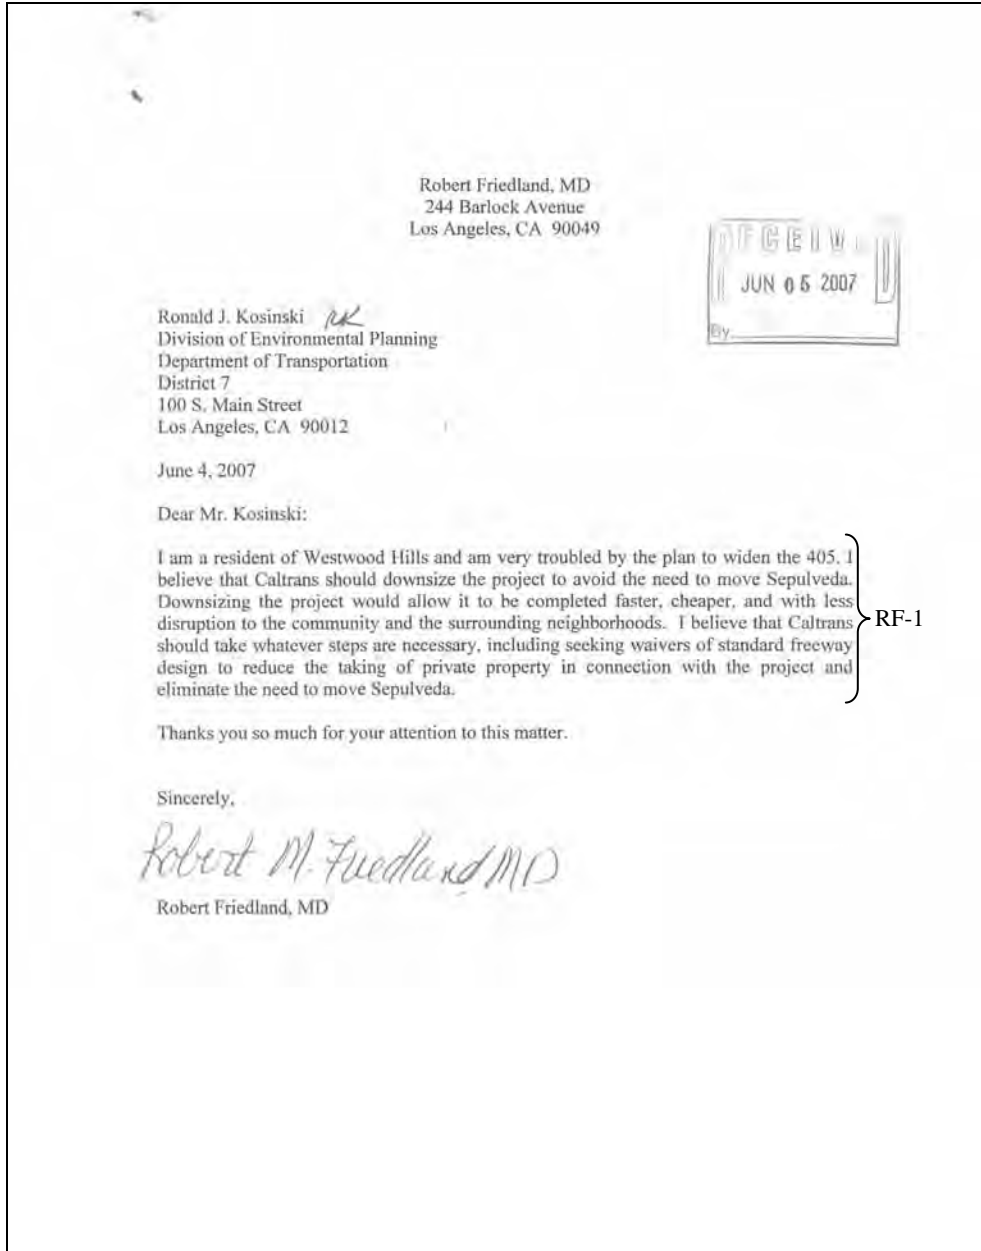 Robert Friedland, MD
244 Barlock Avenue
Los Angeles, CA 90049
JUN 05 2007
By
Ronald J. Kosinski RK
Division of Environmental Planning
Department of Transportation
District 7
100 S. Main Street
Los Angeles, CA 90012
June 4, 2007
Dear Mr. Kosinski:
I am a resident of Westwood Hills and am very troubled by the plan to widen the 405. I
believe that Caltrans should downsize the project to avoid the need to move Sepulveda.
Downsizing the project would allow it to be completed faster, cheaper, and with less
disruption to the community and the surrounding neighborhoods. I believe that Caltrans
should take whatever steps are necessary, including seeking waivers of standard freeway
design to reduce the taking of private property in connection with the project and
eliminate the need to move Sepulveda.
RF-1
Thanks you so much for your attention to this matter.
Sincerely,
Robert M. Friedland MD
Robert Friedland, MD